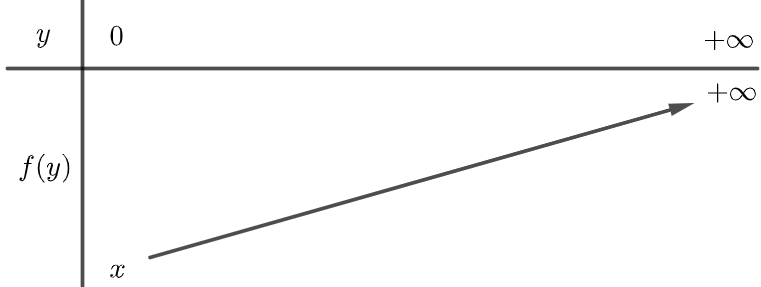 y 0 +∞
+∞
f(y)
x